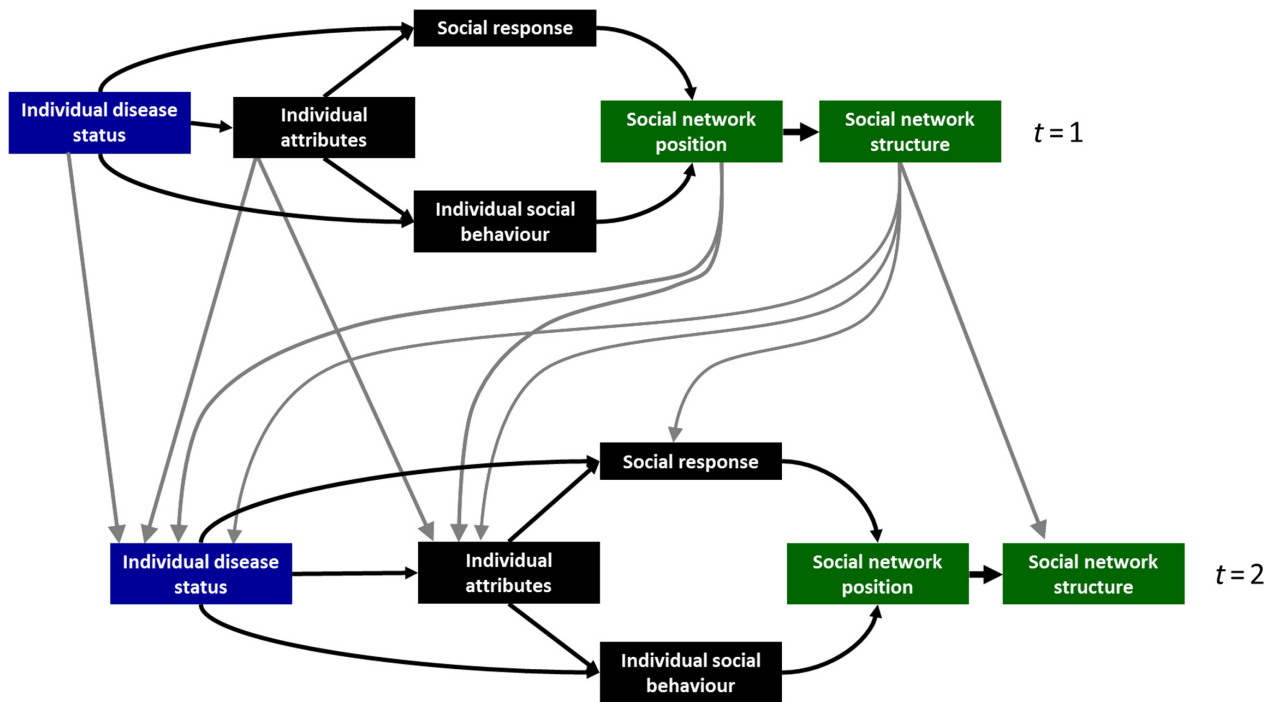 Social response
Individual disease
status
Individual
attributes
Social network
position
Social network
structure
t = 1
Individual social
behaviour
Social response
Individual disease
status
Individual
attributes
Social network
position
Social network
structure
t = 2
Individual social
behaviour